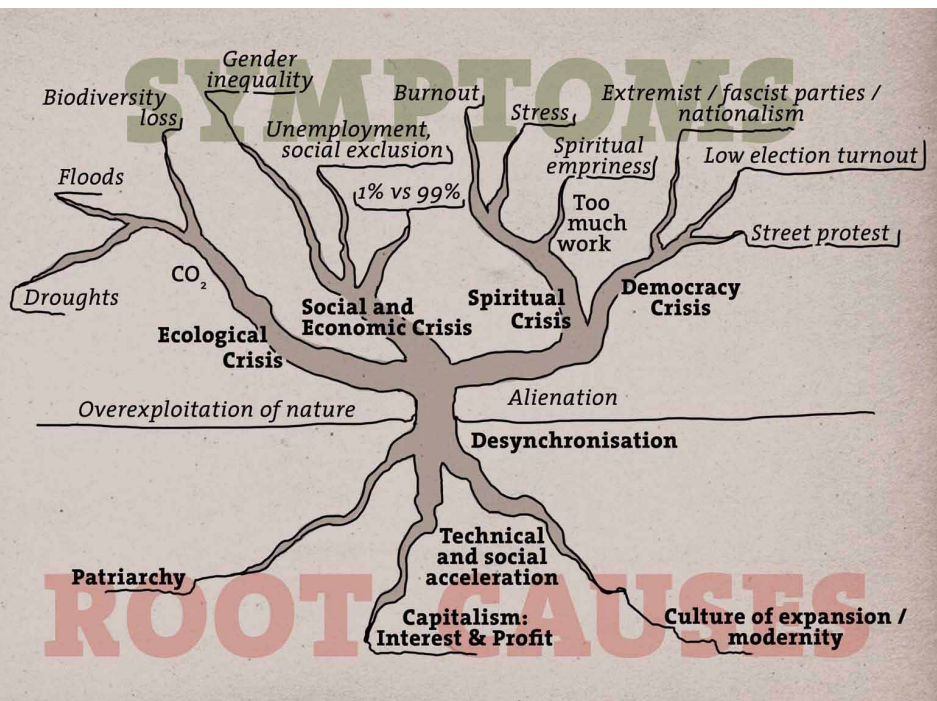 SYMPTOMS
Gender
inequality
Biodiversity
loss
Burnout
Extremist / fascist parties /
nationalism
Stress
Unemployment,
social exclusion
Spiritual
empriness
Low election turnout
Floods
1% vs 99%
Too
much
work
Street protest
CO₂
Droughts
Ecological
Crisis
Social and
Economic Crisis
Spiritual
Crisis
Democracy
Crisis
Overexploitation of nature
Alienation
Desynchronisation
Technical
and social
acceleration
Patriarchy
ROOT CAUSES
Capitalism:
Interest & Profit
Culture of expansion /
modernity